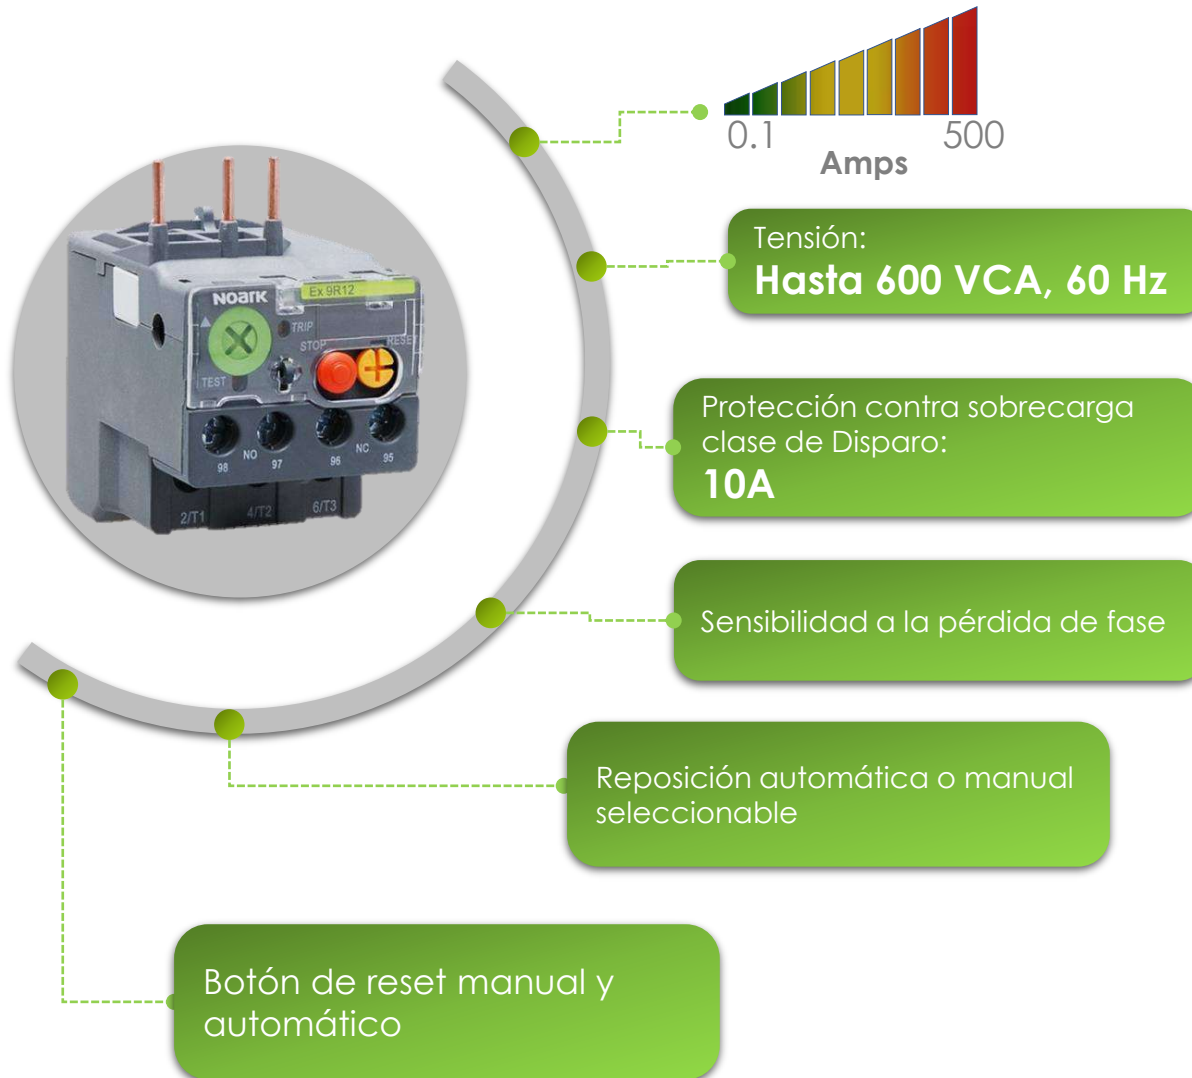 0.1
500
Amps
Tensión:
Hasta 600 VCA, 60 Hz
Protección contra sobrecarga
clase de Disparo:
10A
Sensibilidad a la pérdida de fase
Reposición automática o manual
seleccionable
Botón de reset manual y
automático
NOARK
Ex 9R12
TRIP
STOP
RESET
TEST
98
NO
97
96
NC
95
2/T1
4/T2
6/T3